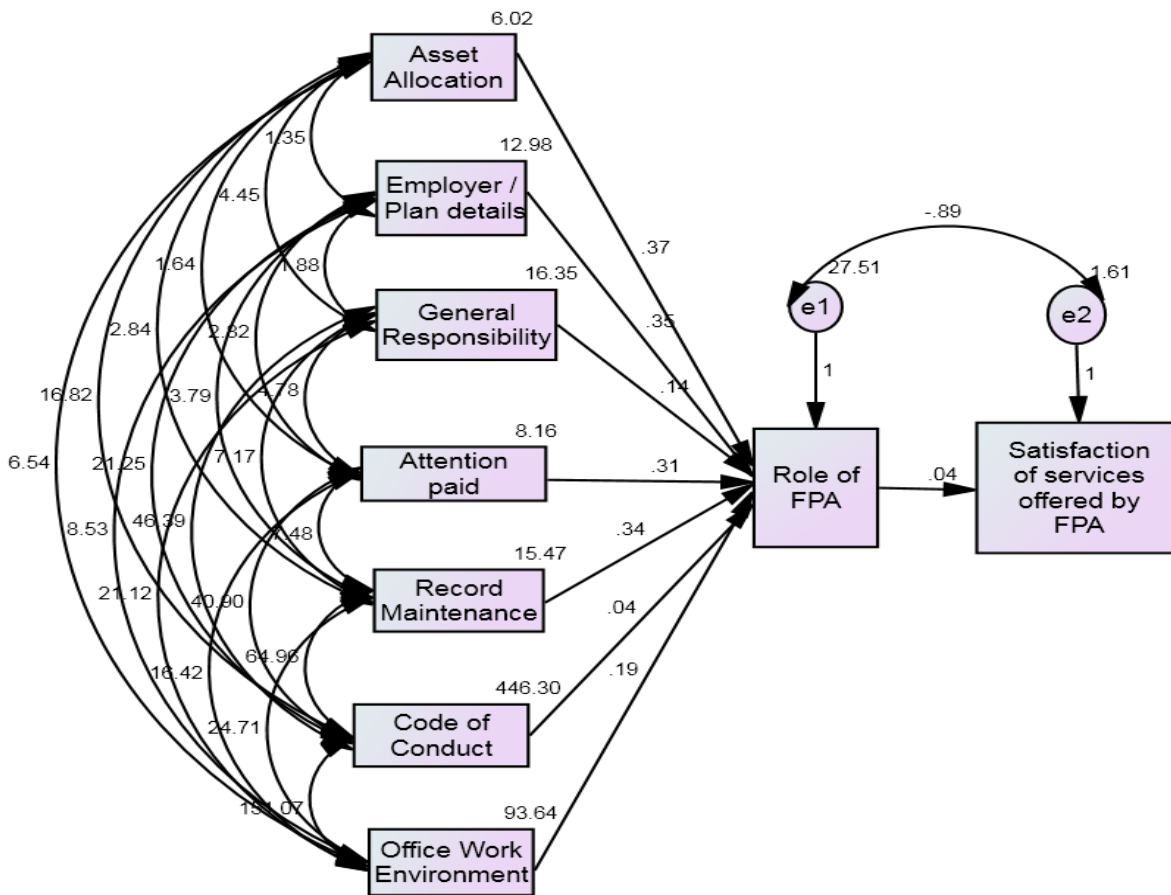 6.02
Asset
Allocation
1.35
12.98
Employer /
Plan details
4.45
-.89
27.51
1.61
e1
e2
.37
1.64
1.88
16.35
General
Responsibility
.35
2.84
2.82
.14
1
1
16.82
3.79
4.78
8.16
Attention
paid
.31
Role of
FPA
.04
Satisfaction
of services
offered by
FPA
6.54
21.25
7.17
8.53
46.39
7.48
15.47
.34
Record
Maintenance
21.12
40.90
.04
64.96
.19
16.42
446.30
Code of
Conduct
24.71
93.64
Office Work
Environment